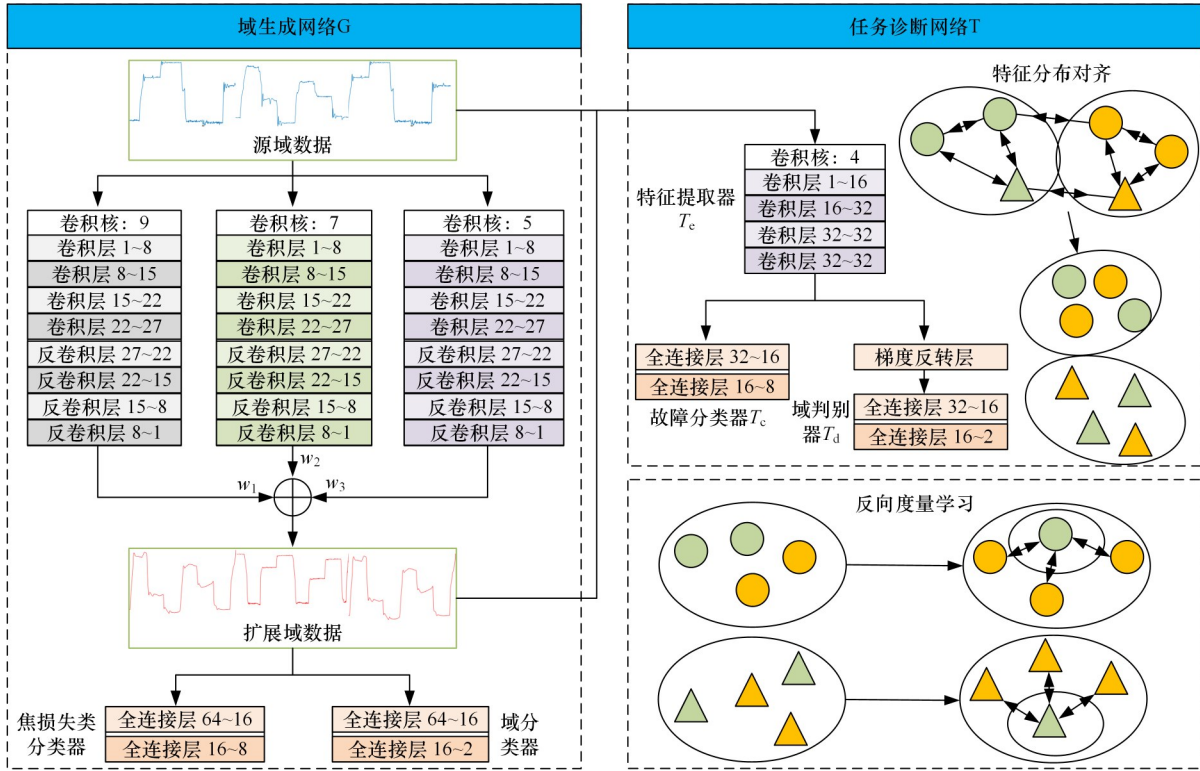 域生成网络G
源域数据
卷积核：9
卷积层 1~8
卷积层 8~15
卷积层 15~22
卷积层 22~27
反卷积层 27~22
反卷积层 22~15
反卷积层 15~8
反卷积层 8~1
卷积核：7
卷积层 1~8
卷积层 8~15
卷积层 15~22
卷积层 22~27
反卷积层 27~22
反卷积层 22~15
反卷积层 15~8
反卷积层 8~1
卷积核：5
卷积层 1~8
卷积层 8~15
卷积层 15~22
卷积层 22~27
反卷积层 27~22
反卷积层 22~15
反卷积层 15~8
反卷积层 8~1
w₁
w₂
w₃
扩展域数据
焦损失类
分类器
全连接层 64~16
全连接层 16~8
全连接层 64~16
全连接层 16~2
域分
类器
任务诊断网络T
特征分布对齐
特征提取器
Tₑ
卷积核：4
卷积层 1~16
卷积层 16~32
卷积层 32~32
卷积层 32~32
全连接层 32~16
全连接层 16~8
故障分类器T_c
梯度反转层
域判别
器T_d
全连接层 32~16
全连接层 16~2
反向度量学习